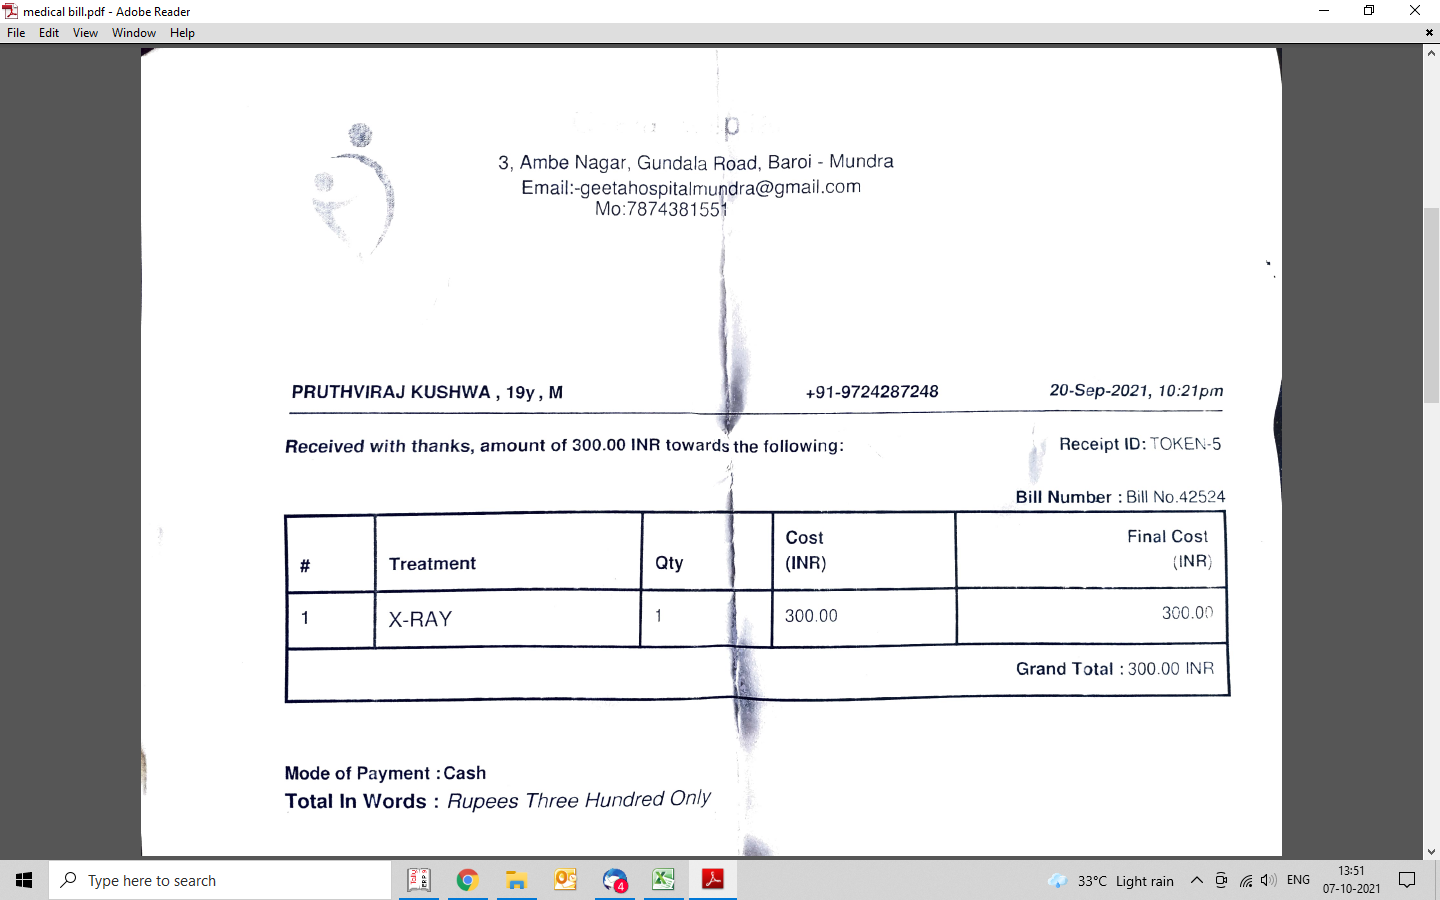 medical bill.pdf - Adobe Reader
File Edit View Window Help
3, Ambe Nagar, Gundala Road, Baroi - Mundra
Email:-geetahospitalmundra@gmail.com
Mo:7874381551
PRUTHVIRAJ KUSHWA , 19y , M +91-9724287248 20-Sep-2021, 10:21pm
Received with thanks, amount of 300.00 INR towards the following: Receipt ID: TOKEN-5
Bill Number : Bill No.42524
# Treatment Qty Cost (INR) Final Cost (INR)
1 X-RAY 1 300.00 300.00
Grand Total : 300.00 INR
Mode of Payment : Cash
Total In Words : Rupees Three Hundred Only
Type here to search 4 33°C Light rain ENG 13:51
07-10-2021